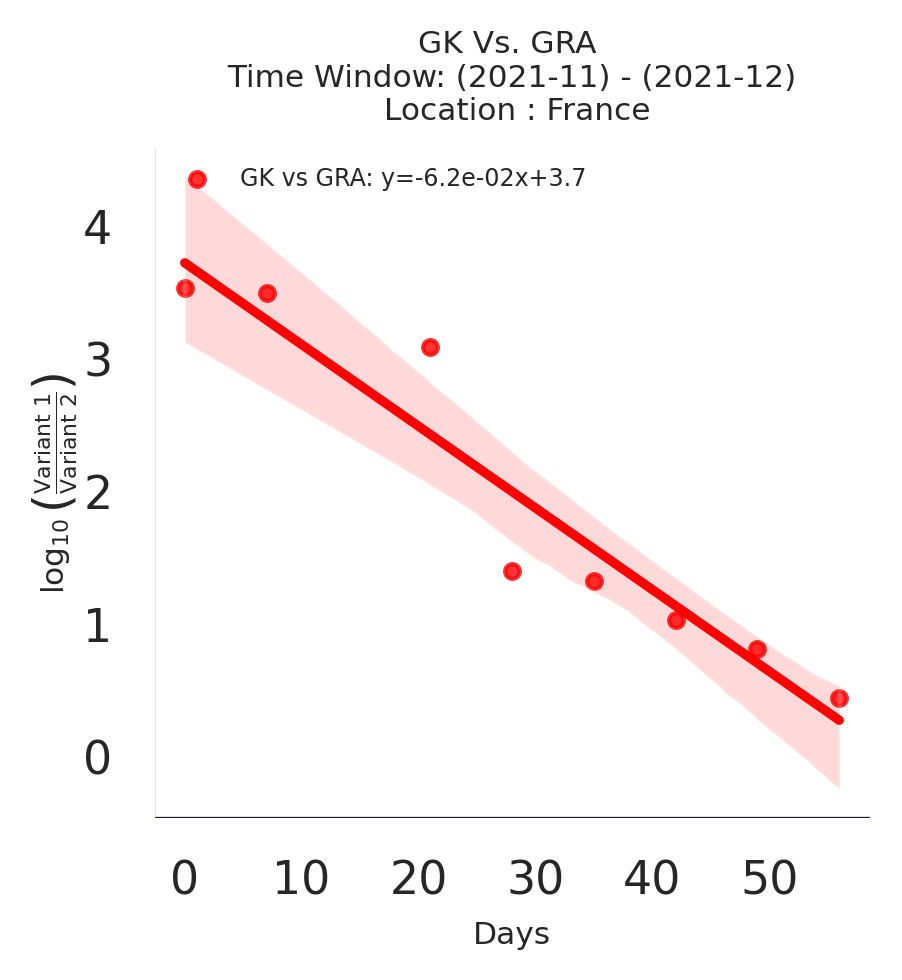 GK Vs. GRA
Time Window: (2021-11) - (2021-12)
Location : France
GK vs GRA: y=-6.2e-02x+3.7
4
3
2
1
0
log10 (Variant 1 / Variant 2)
0 10 20 30 40 50
Days